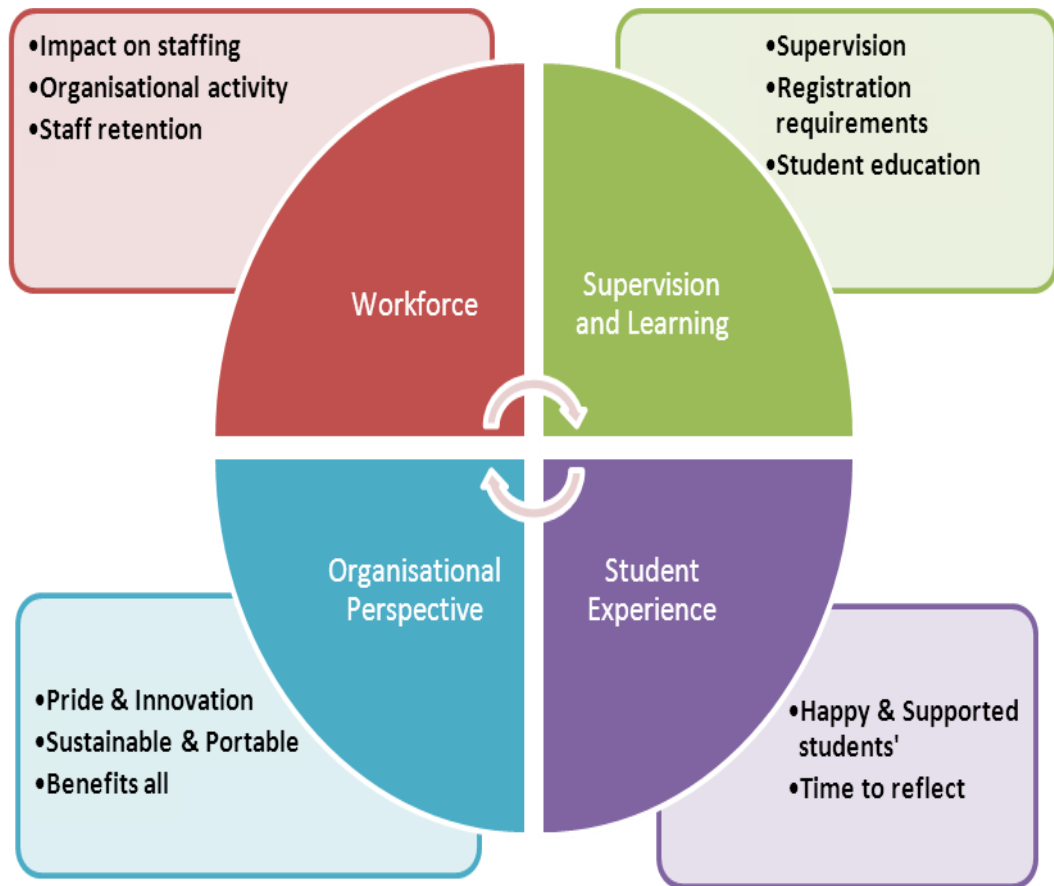 •Impact on staffing
•Organisational activity
•Staff retention
•Supervision
•Registration
requirements
•Student education
Workforce
Supervision
and Learning
Organisational
Perspective
Student
Experience
•Pride & Innovation
•Sustainable & Portable
•Benefits all
•Happy & Supported
students'
•Time to reflect